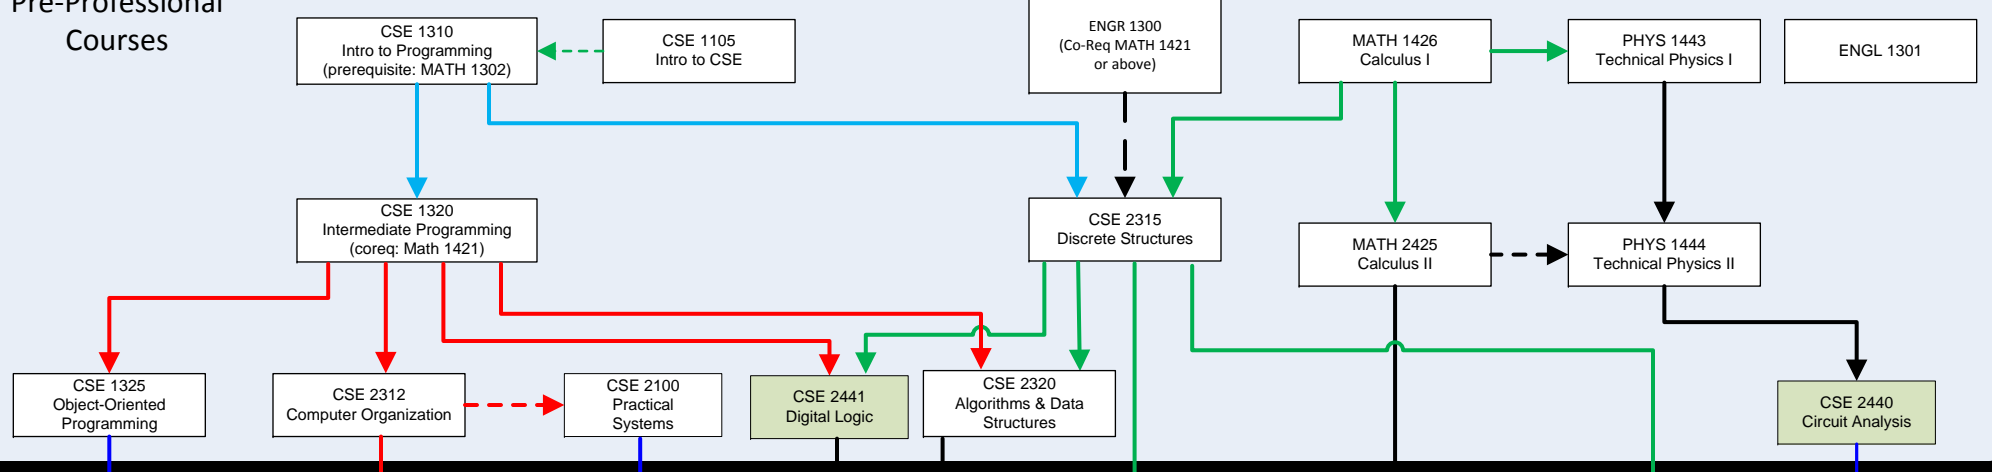 Pre-Professional
Courses
CSE 1310
Intro to Programming
(prerequisite: MATH 1302)
CSE 1105
Intro to CSE
ENGR 1300
(Co-Req MATH 1421
or above)
MATH 1426
Calculus I
PHYS 1443
Technical Physics I
ENGL 1301
CSE 1320
Intermediate Programming
(coreq: Math 1421)
CSE 2315
Discrete Structures
MATH 2425
Calculus II
PHYS 1444
Technical Physics II
CSE 1325
Object-Oriented
Programming
CSE 2312
Computer Organization
CSE 2100
Practical
Systems
CSE 2441
Digital Logic
CSE 2320
Algorithms & Data
Structures
CSE 2440
Circuit Analysis